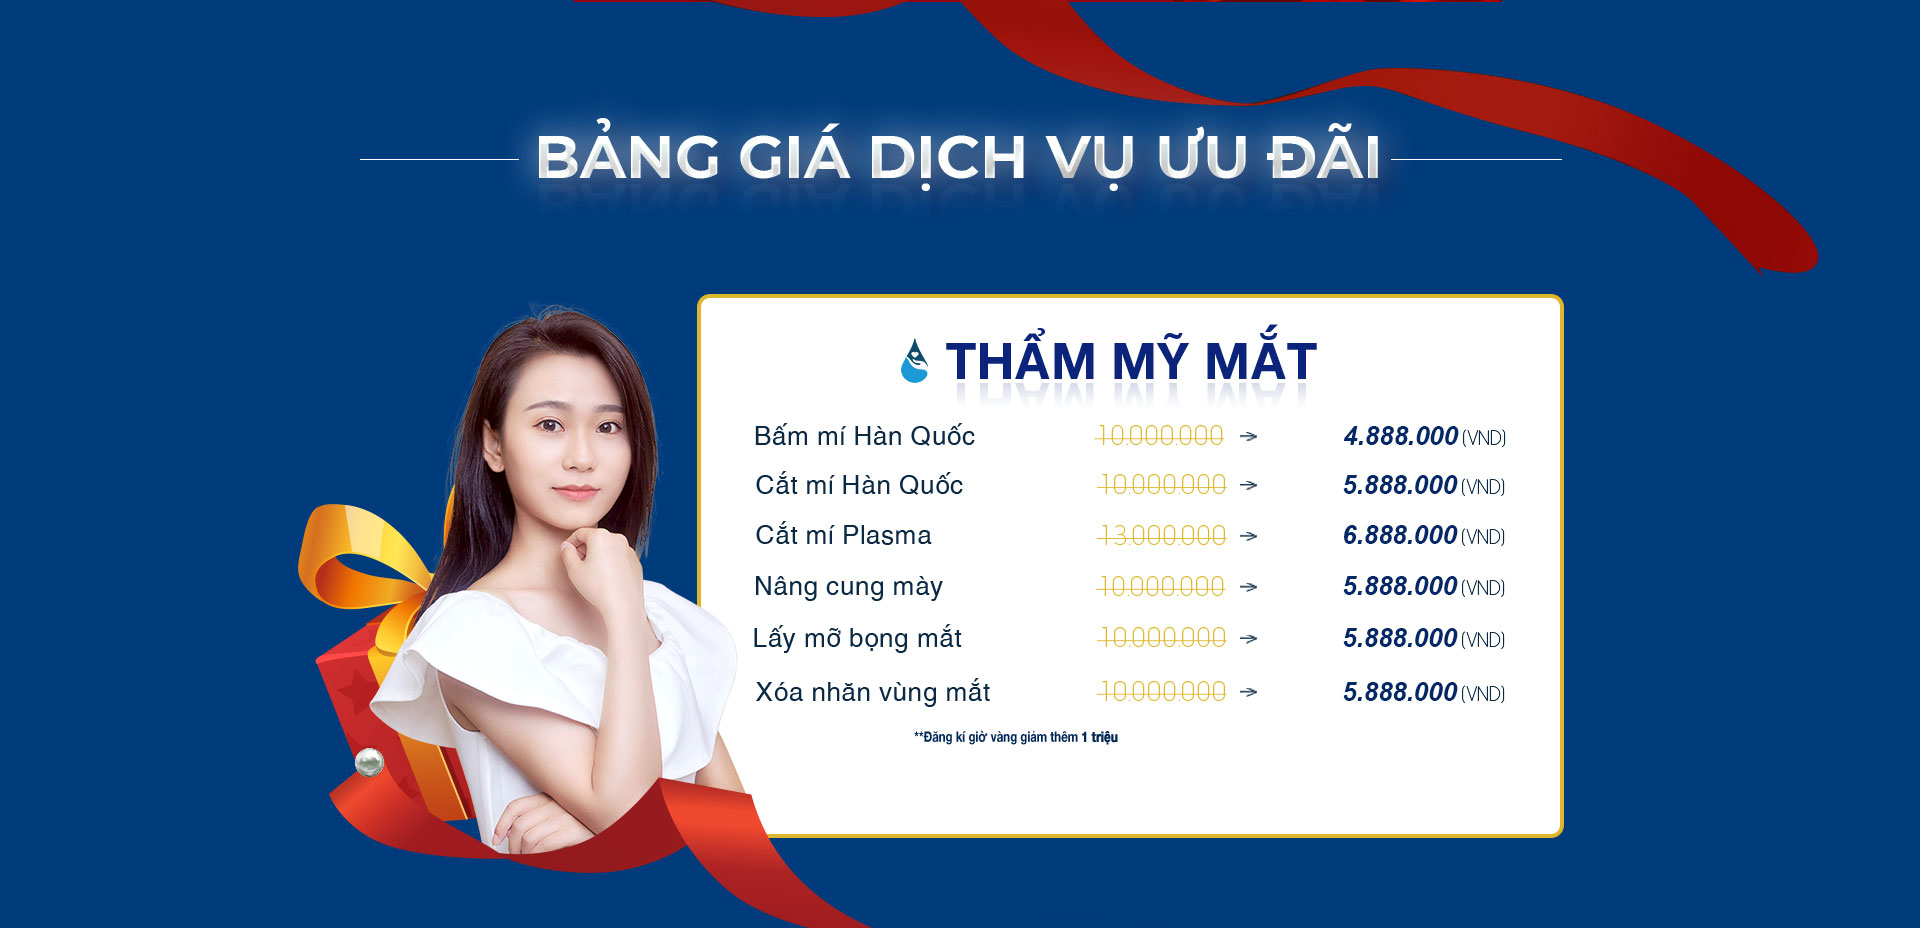 BẢNG GIÁ DỊCH VỤ ƯU ĐÃI
THẨM MỸ MẮT
Bấm mí Hàn Quốc 10.000.000 → 4.888.000 (VND)
Cắt mí Hàn Quốc 10.000.000 → 5.888.000 (VND)
Cắt mí Plasma 13.000.000 → 6.888.000 (VND)
Nâng cung mày 10.000.000 → 5.888.000 (VND)
Lấy mỡ bọng mắt 10.000.000 → 5.888.000 (VND)
Xóa nhăn vùng mắt 10.000.000 → 5.888.000 (VND)
**Đăng kí giờ vàng giảm thêm 1 triệu